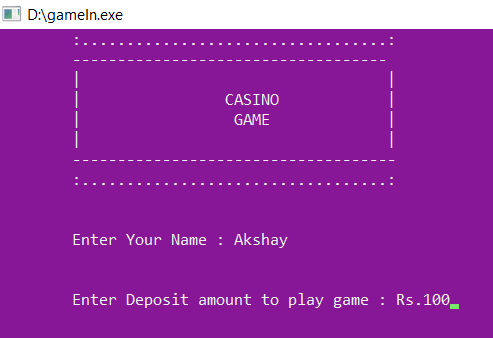 D:\gameIn.exe
:..................................:
-----------------------------------
|                                  |
|                CASINO            |
|                 GAME             |
|                                  |
------------------------------------
:..................................:
Enter Your Name : Akshay
Enter Deposit amount to play game : Rs.100